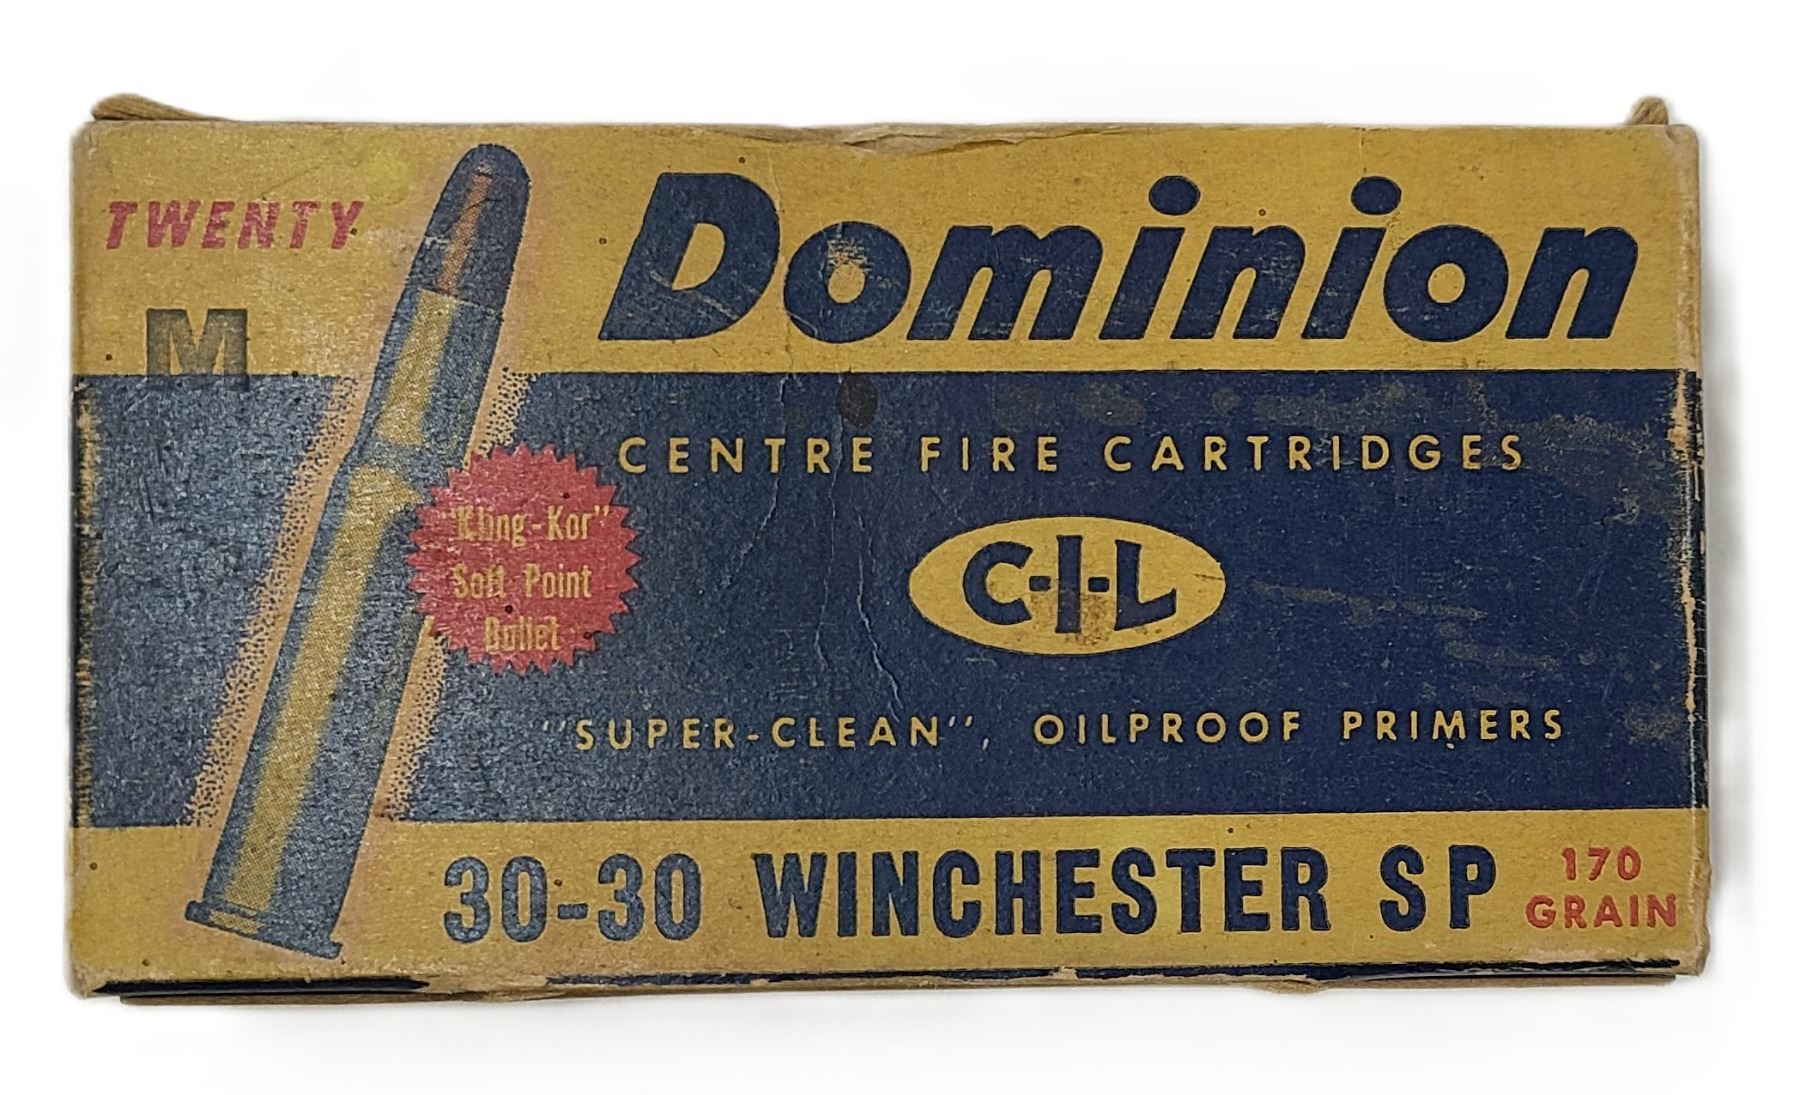 TWENTY
Dominion
M
CENTRE FIRE CARTRIDGES
"Kling-Kor"
Soft Point
Bullet
C-I-L
"SUPER-CLEAN", OILPROOF PRIMERS
30-30 WINCHESTER SP
170
GRAIN